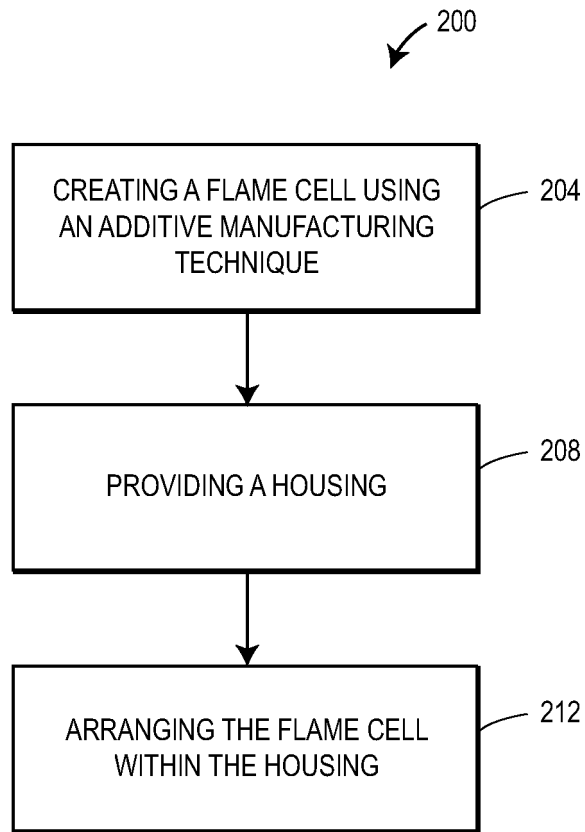 200
CREATING A FLAME CELL USING
AN ADDITIVE MANUFACTURING
TECHNIQUE
204
PROVIDING A HOUSING
208
ARRANGING THE FLAME CELL
WITHIN THE HOUSING
212